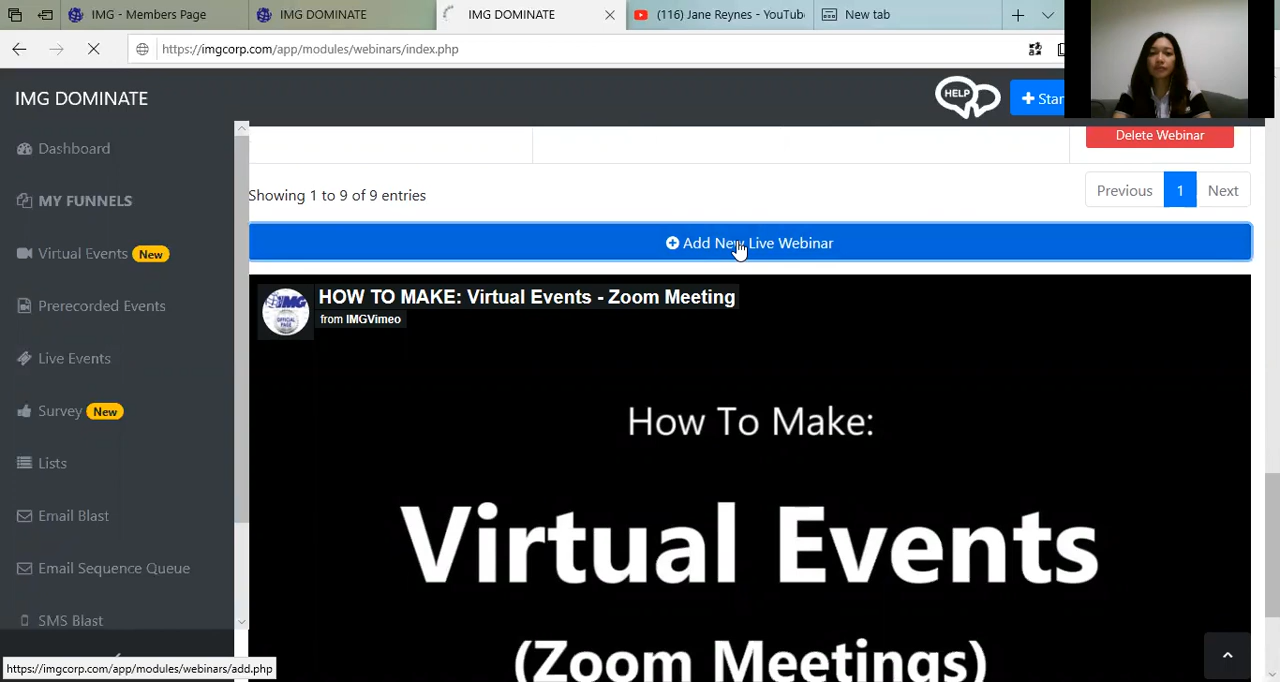 IMG - Members Page
IMG DOMINATE
IMG DOMINATE
(116) Jane Reynes - YouTub
New tab
https://imgcorp.com/app/modules/webinars/index.php
IMG DOMINATE
HELP
Star
Dashboard
MY FUNNELS
Virtual Events New
Prerecorded Events
Live Events
Survey New
Lists
Email Blast
Email Sequence Queue
SMS Blast
Delete Webinar
Showing 1 to 9 of 9 entries
Previous 1 Next
Add New Live Webinar
IMG
HOW TO MAKE: Virtual Events - Zoom Meeting
from IMGVimeo
How To Make:
Virtual Events
(Zoom Meetings)
https://imgcorp.com/app/modules/webinars/add.php